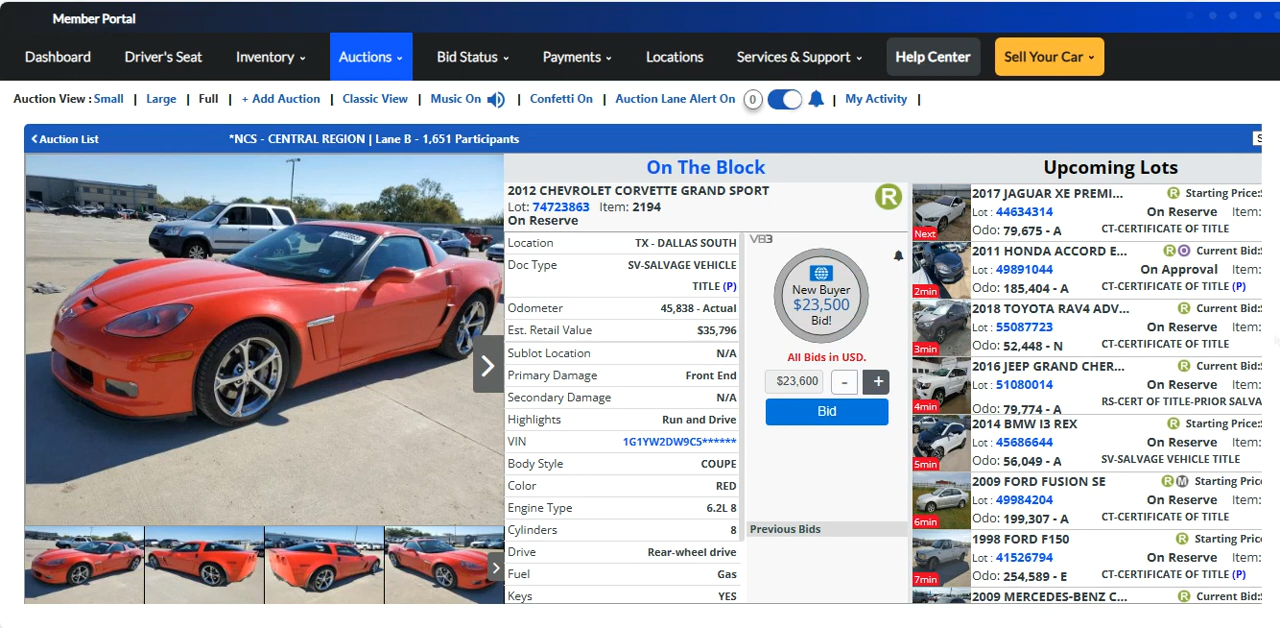 Member Portal
Dashboard Driver's Seat Inventory Auctions Bid Status Payments Locations Services & Support Help Center Sell Your Car
Auction View : Small | Large | Full | + Add Auction | Classic View | Music On | Confetti On | Auction Lane Alert On 0 | My Activity |
Auction List *NCS - CENTRAL REGION | Lane B - 1,651 Participants
On The Block
2012 CHEVROLET CORVETTE GRAND SPORT R
Lot: 74723863 Item: 2194
On Reserve
Location TX - DALLAS SOUTH
Doc Type SV-SALVAGE VEHICLE
TITLE (P)
Odometer 45,838 - Actual
Est. Retail Value $35,796
Sublot Location N/A
Primary Damage Front End
Secondary Damage N/A
Highlights Run and Drive
VIN 1G1YW2DW9C5******
Body Style COUPE
Color RED
Engine Type 6.2L 8
Cylinders 8
Drive Rear-wheel drive
Fuel Gas
Keys YES
VB3
New Buyer
$23,500
Bid!
All Bids in USD.
$23,600 - +
Bid
Previous Bids
Upcoming Lots
2017 JAGUAR XE PREMI... R Starting Price:
Lot : 44634314 On Reserve Item:
Next Odo: 79,675 - A CT-CERTIFICATE OF TITLE
2011 HONDA ACCORD E... R O Current Bid:
Lot : 49891044 On Approval Item:
2min Odo: 185,404 - A CT-CERTIFICATE OF TITLE (P)
2018 TOYOTA RAV4 ADV... R Current Bid:
Lot : 55087723 On Reserve Item:
3min Odo: 52,448 - N CT-CERTIFICATE OF TITLE
2016 JEEP GRAND CHER... R Current Bid:
Lot : 51080014 On Reserve Item:
4min Odo: 79,774 - A RS-CERT OF TITLE-PRIOR SALVA
2014 BMW I3 REX R Starting Price:
Lot : 45686644 On Reserve Item:
5min Odo: 56,049 - A SV-SALVAGE VEHICLE TITLE
2009 FORD FUSION SE R M Starting Pric
Lot : 49984204 On Reserve Item:
6min Odo: 199,307 - A CT-CERTIFICATE OF TITLE
1998 FORD F150 R Starting Price
Lot : 41526794 On Reserve Item:
7min Odo: 254,589 - E CT-CERTIFICATE OF TITLE (P)
2009 MERCEDES-BENZ C... R Current Bid: